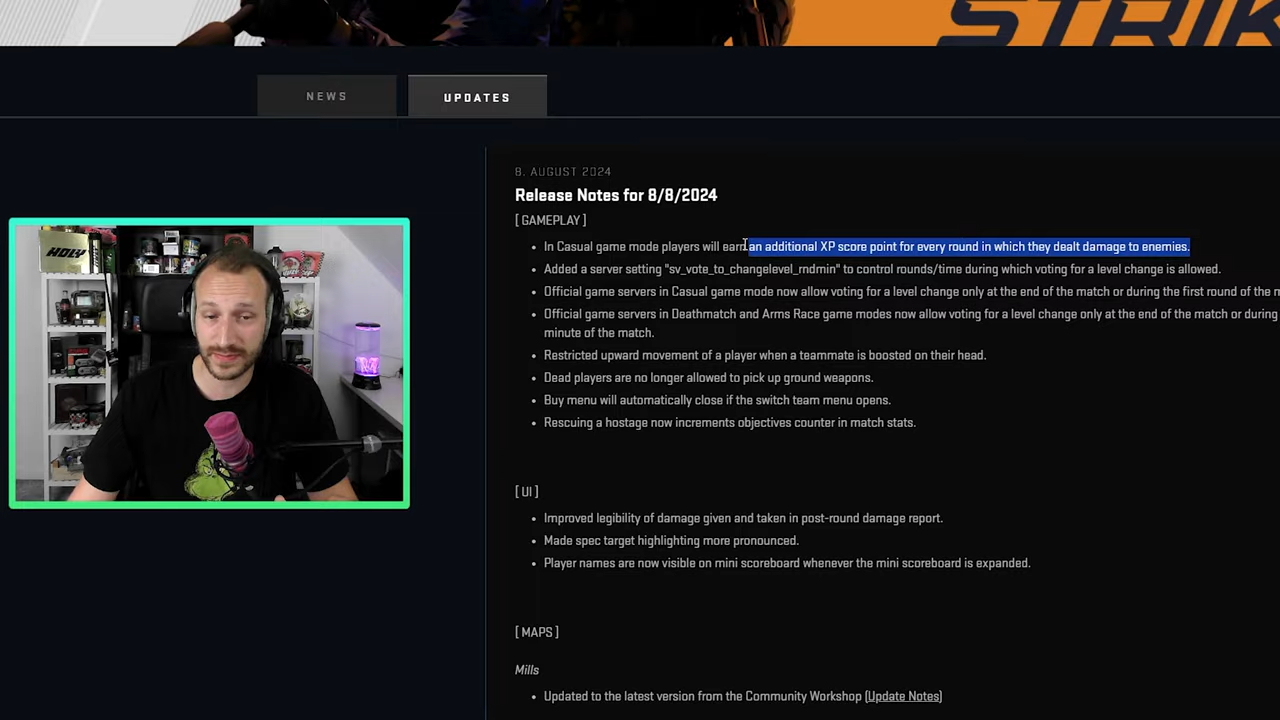 STRIK
NEWS
UPDATES
8. AUGUST 2024
Release Notes for 8/8/2024
[ GAMEPLAY ]
• In Casual game mode players will earn an additional XP score point for every round in which they dealt damage to enemies.
• Added a server setting "sv_vote_to_changelevel_rndmin" to control rounds/time during which voting for a level change is allowed.
• Official game servers in Casual game mode now allow voting for a level change only at the end of the match or during the first round of the m
• Official game servers in Deathmatch and Arms Race game modes now allow voting for a level change only at the end of the match or during
minute of the match.
• Restricted upward movement of a player when a teammate is boosted on their head.
• Dead players are no longer allowed to pick up ground weapons.
• Buy menu will automatically close if the switch team menu opens.
• Rescuing a hostage now increments objectives counter in match stats.
HOLY
[ UI ]
• Improved legibility of damage given and taken in post-round damage report.
• Made spec target highlighting more pronounced.
• Player names are now visible on mini scoreboard whenever the mini scoreboard is expanded.
[ MAPS ]
Mills
• Updated to the latest version from the Community Workshop (Update Notes)